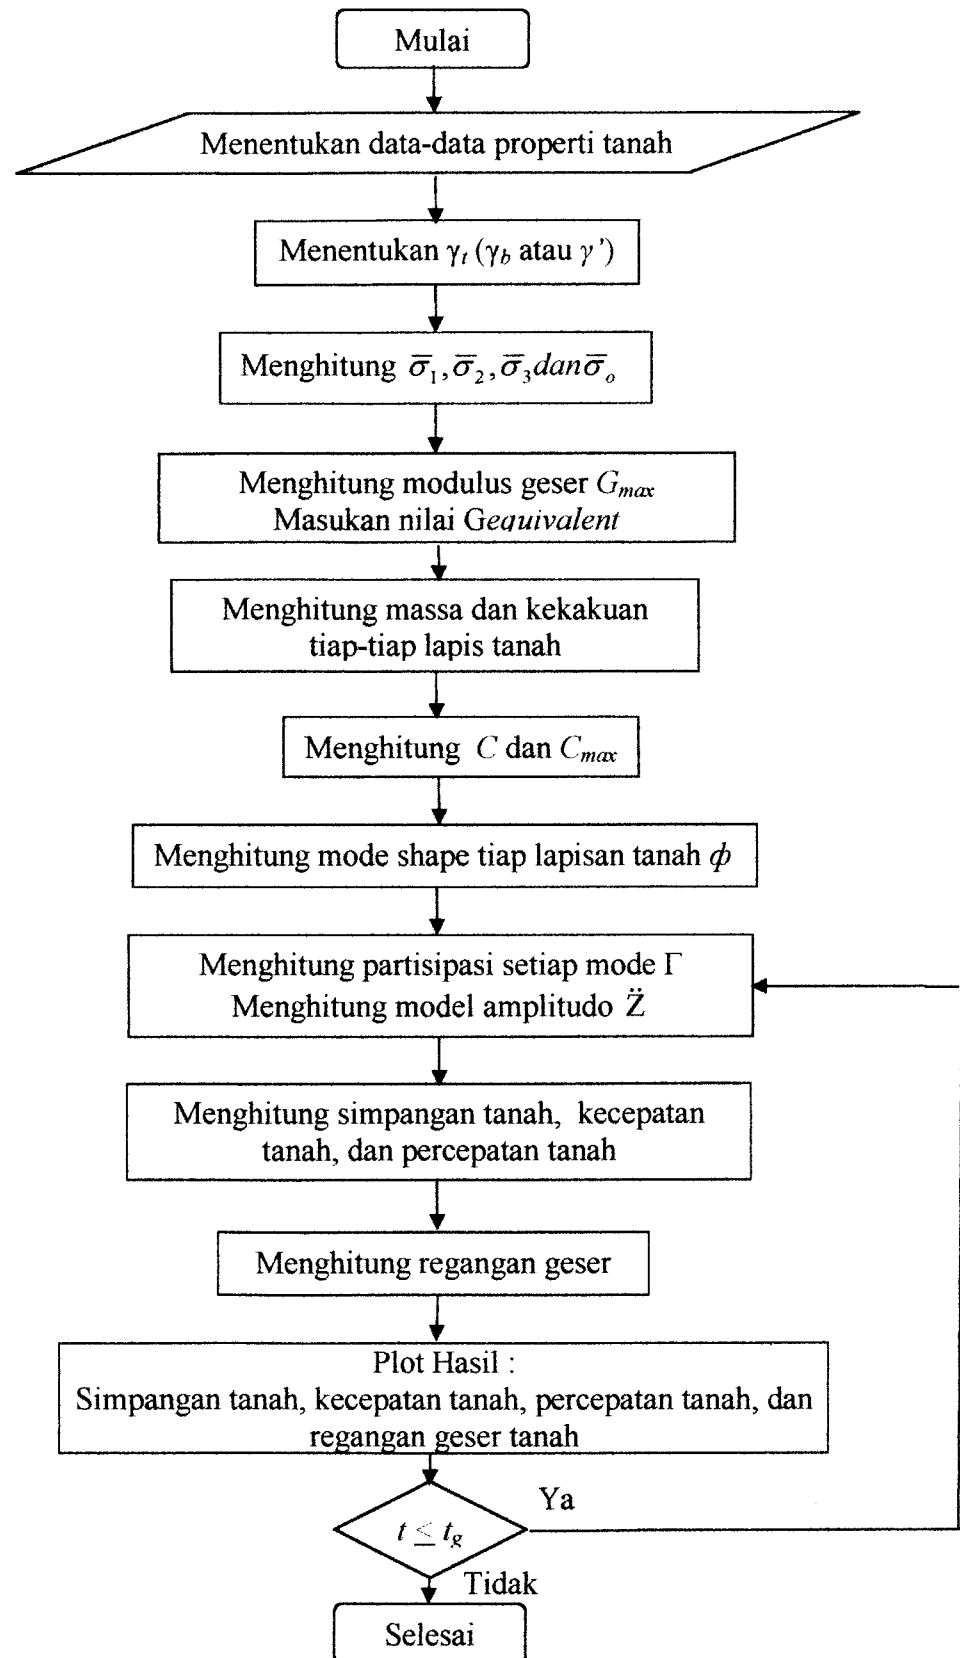 Mulai
Menentukan data-data properti tanah
Menentukan γt (γb atau γ’)
Menghitung σ̅1, σ̅2, σ̅3 dan σ̅o
Menghitung modulus geser Gmax
Masukan nilai Gequivalent
Menghitung massa dan kekakuan
tiap-tiap lapis tanah
Menghitung C dan Cmax
Menghitung mode shape tiap lapisan tanah ϕ
Menghitung partisipasi setiap mode Γ
Menghitung model amplitudo Z̈
Menghitung simpangan tanah, kecepatan
tanah, dan percepatan tanah
Menghitung regangan geser
Plot Hasil :
Simpangan tanah, kecepatan tanah, percepatan tanah, dan
regangan geser tanah
Ya
t ≤ tg
Tidak
Selesai